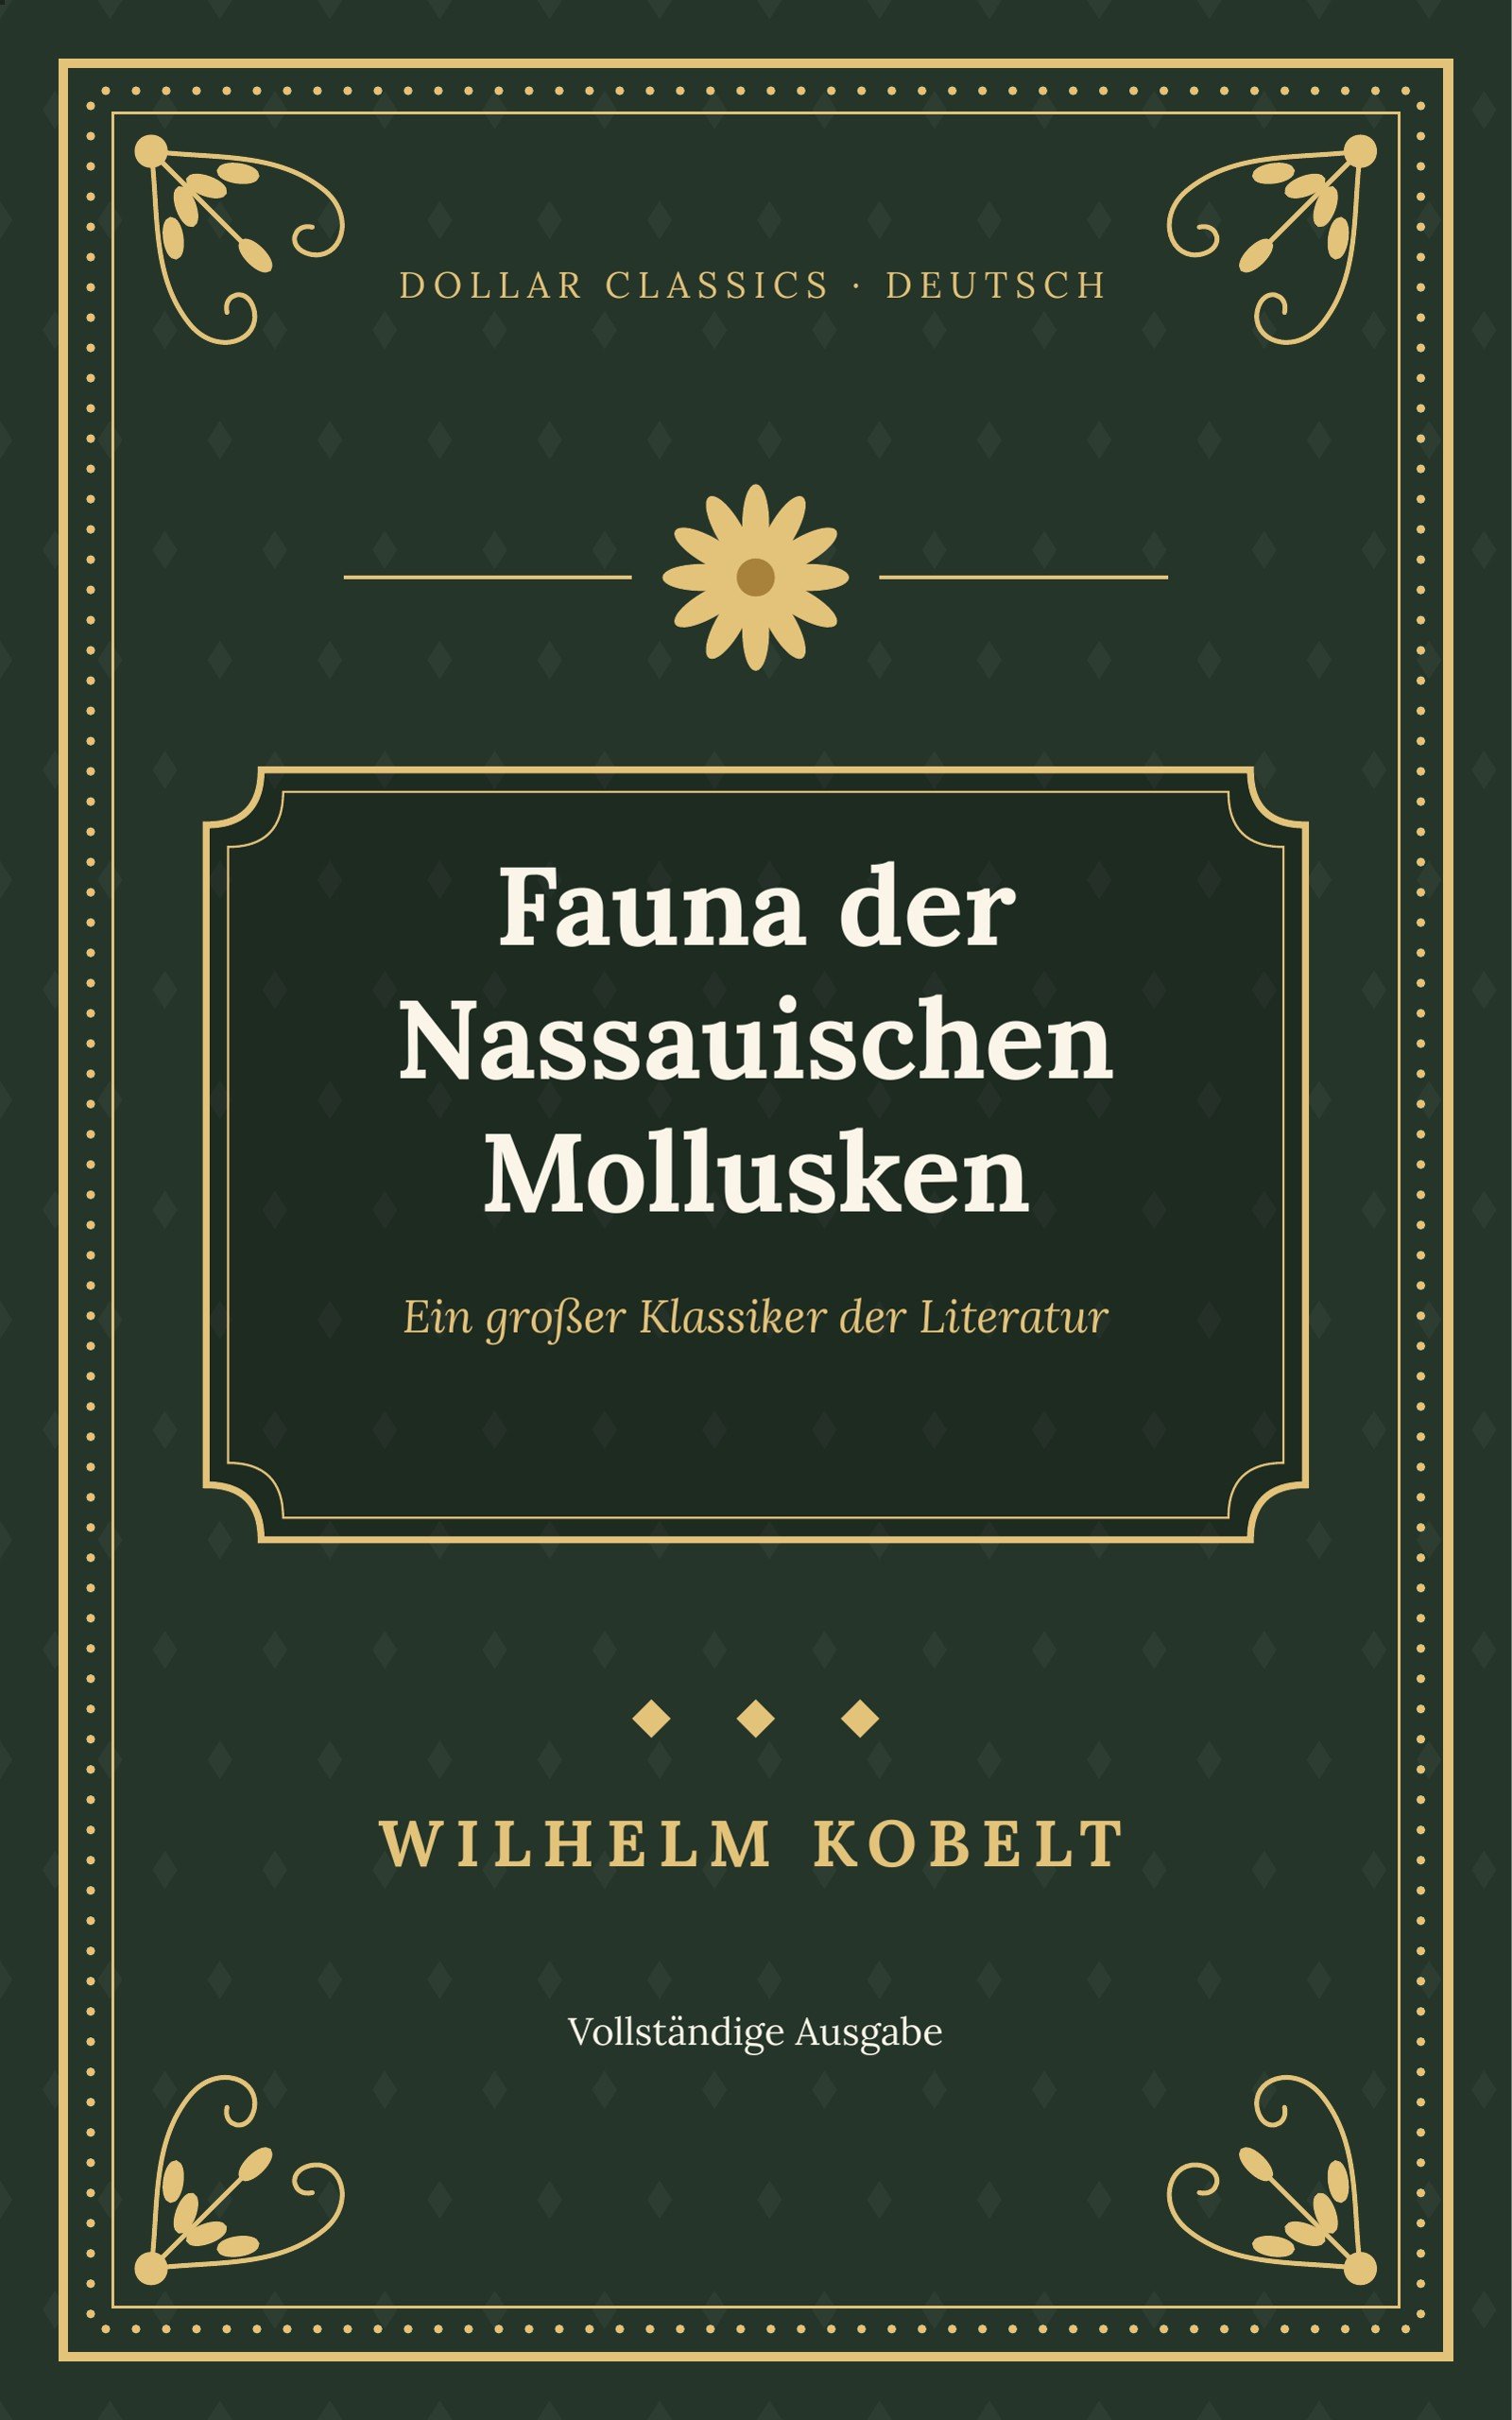 DOLLAR CLASSICS · DEUTSCH
Fauna der
Nassauischen
Mollusken
Ein großer Klassiker der Literatur
WILHELM KOBELT
Vollständige Ausgabe